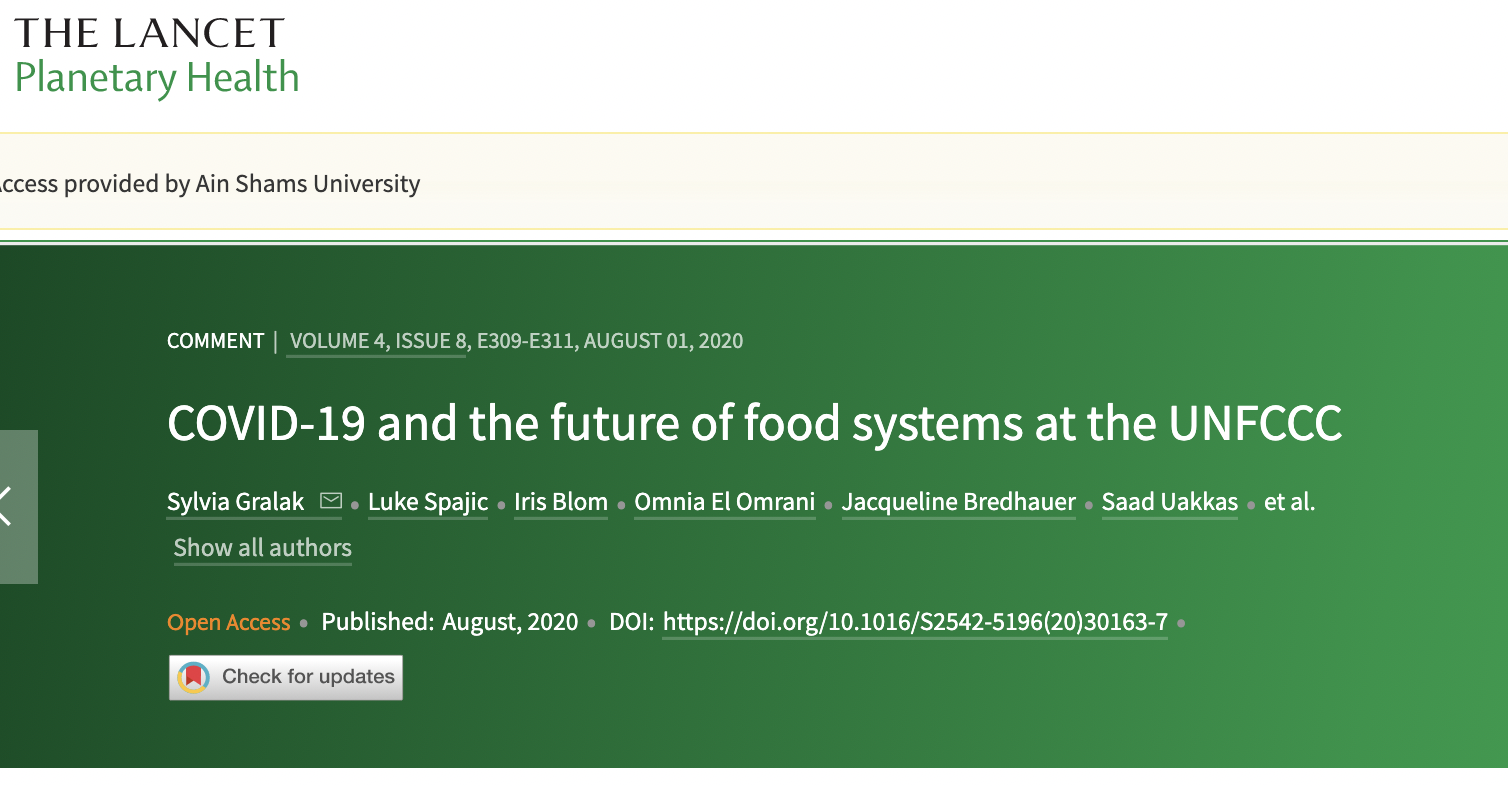 THE LANCET
Planetary Health
Access provided by Ain Shams University
COMMENT | VOLUME 4, ISSUE 8, E309-E311, AUGUST 01, 2020
COVID-19 and the future of food systems at the UNFCCC
Sylvia Gralak • Luke Spajic • Iris Blom • Omnia El Omrani • Jacqueline Bredhauer • Saad Uakkas • et al.
Show all authors
Open Access • Published: August, 2020 • DOI: https://doi.org/10.1016/S2542-5196(20)30163-7 •
Check for updates